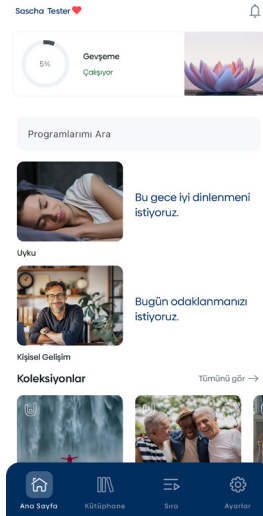 Sascha Tester❤️
5%
Gevşeme
Çalışıyor
Programlarımı Ara
Bu gece iyi dinlenmeni
istiyoruz.
Uyku
Bugün odaklanmanızı
istiyoruz.
Kişisel Gelişim
Koleksiyonlar
Tümünü gör →
Ana Sayfa
Kütüphane
Sıra
Ayarlar